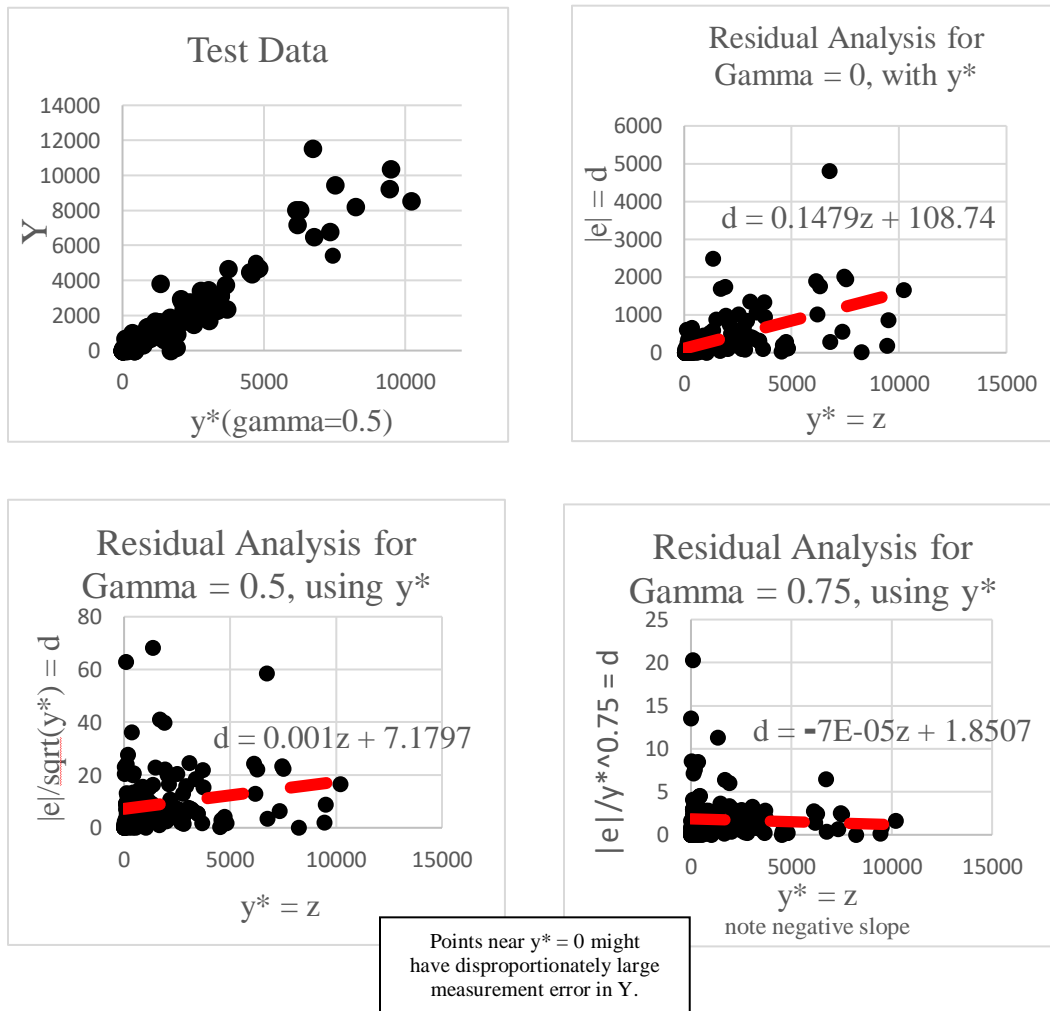 Test Data
14000
12000
10000
8000
6000
4000
2000
0
Y
0 5000 10000
y*(gamma=0.5)
Residual Analysis for
Gamma = 0, with y*
6000
5000
4000
3000
2000
1000
0
|e| = d
d = 0.1479z + 108.74
0 5000 10000 15000
y* = z
Residual Analysis for
Gamma = 0.5, using y*
80
60
40
20
0
|e|/sqrt(y*) = d
d = 0.001z + 7.1797
0 5000 10000 15000
y* = z
Residual Analysis for
Gamma = 0.75, using y*
25
20
15
10
5
0
|e|/y*^0.75 = d
d = -7E-05z + 1.8507
0 5000 10000 15000
y* = z
note negative slope
Points near y* = 0 might
have disproportionately large
measurement error in Y.